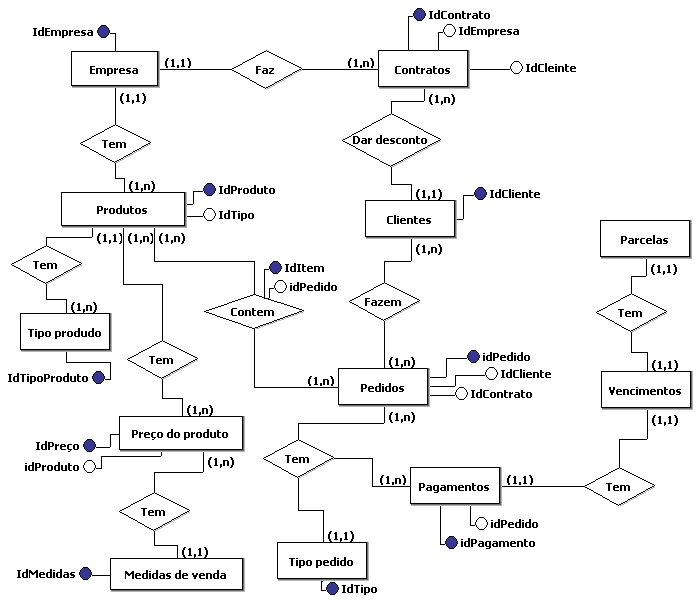 IdContrato
IdEmpresa
IdEmpresa
Empresa
(1,1)
Faz
(1,n)
Contratos
IdCleinte
(1,1)
(1,n)
Tem
Dar desconto
(1,n)
IdProduto
(1,1)
IdCliente
Produtos
IdTipo
Clientes
(1,1)
(1,n)
(1,n)
(1,n)
Parcelas
Tem
IdItem
(1,1)
idPedido
(1,n)
Contem
Fazem
Tem
Tipo produdo
Tem
(1,n)
idPedido
(1,1)
IdTipoProduto
(1,n)
Pedidos
IdCliente
IdContrato
Vencimentos
(1,n)
(1,n)
(1,1)
IdPreço
Preço do produto
idProduto
(1,n)
Tem
(1,n)
Pagamentos
(1,1)
Tem
Tem
idPedido
(1,1)
(1,1)
idPagamento
IdMedidas
Medidas de venda
Tipo pedido
IdTipo